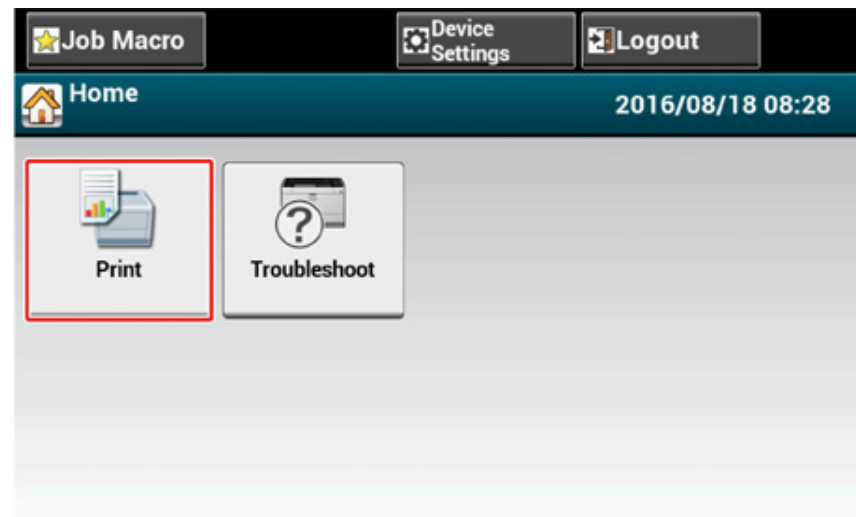 Job Macro
Device
Settings
Logout
Home
2016/08/18 08:28
Print
Troubleshoot
?